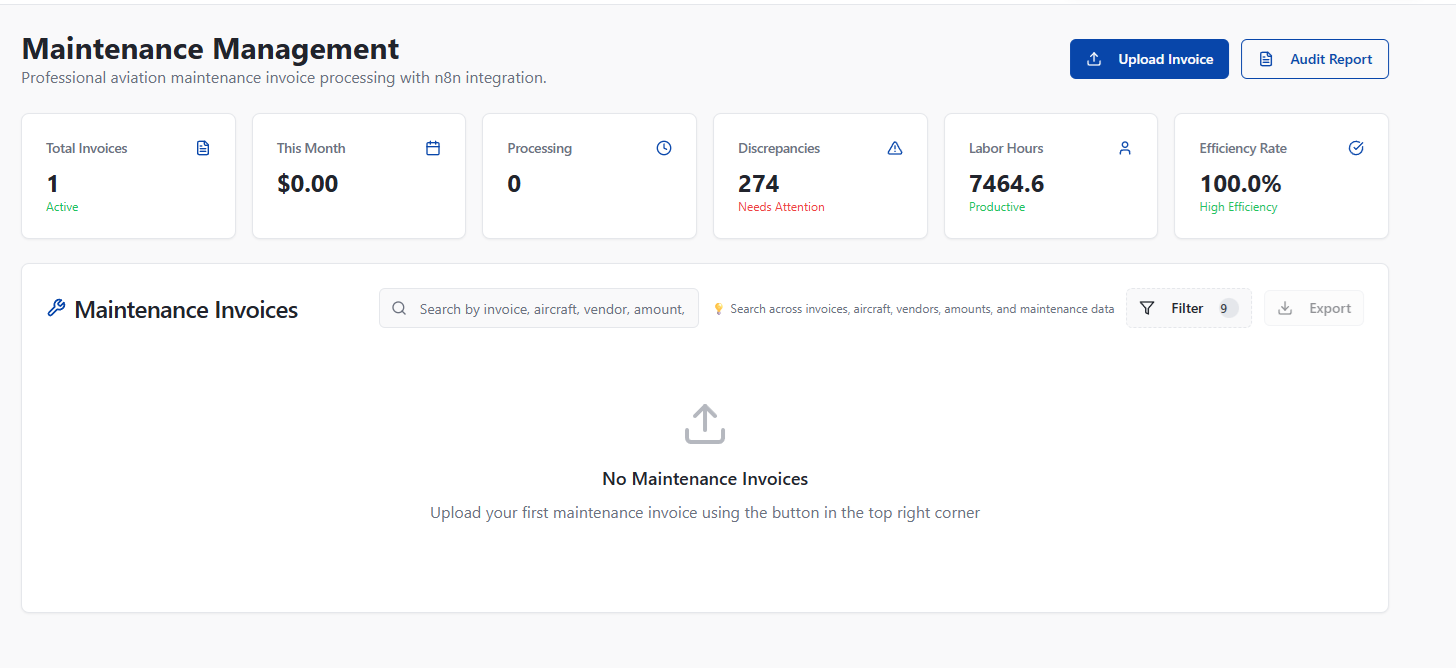 Maintenance Management
Professional aviation maintenance invoice processing with n8n integration.
Upload Invoice
Audit Report
Total Invoices
1
Active
This Month
$0.00
Processing
0
Discrepancies
274
Needs Attention
Labor Hours
7464.6
Productive
Efficiency Rate
100.0%
High Efficiency
Maintenance Invoices
Search by invoice, aircraft, vendor, amount,
💡 Search across invoices, aircraft, vendors, amounts, and maintenance data
Filter 9
Export
No Maintenance Invoices
Upload your first maintenance invoice using the button in the top right corner